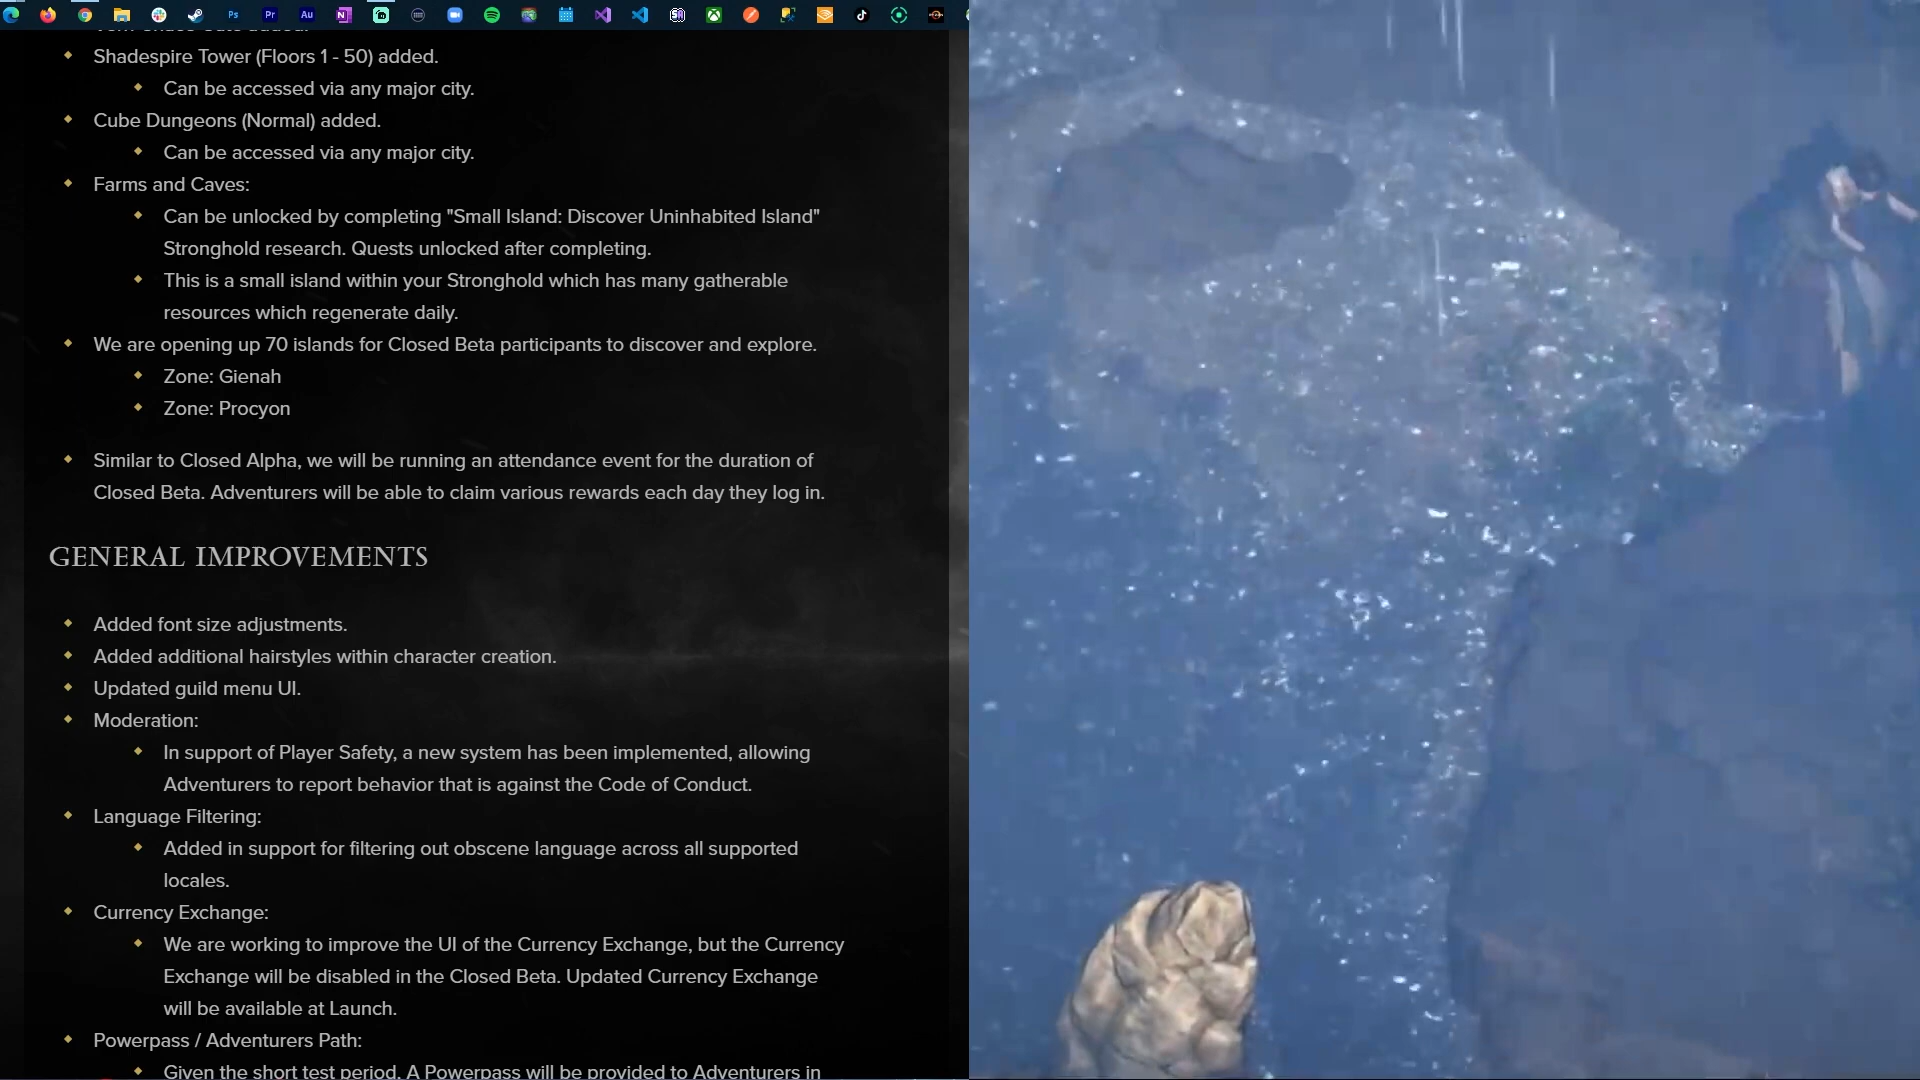 Shadespire Tower (Floors 1 - 50) added.
Can be accessed via any major city.
Cube Dungeons (Normal) added.
Can be accessed via any major city.
Farms and Caves:
Can be unlocked by completing "Small Island: Discover Uninhabited Island"
Stronghold research. Quests unlocked after completing.
This is a small island within your Stronghold which has many gatherable
resources which regenerate daily.
We are opening up 70 islands for Closed Beta participants to discover and explore.
Zone: Gienah
Zone: Procyon
Similar to Closed Alpha, we will be running an attendance event for the duration of
Closed Beta. Adventurers will be able to claim various rewards each day they log in.
GENERAL IMPROVEMENTS
Added font size adjustments.
Added additional hairstyles within character creation.
Updated guild menu UI.
Moderation:
In support of Player Safety, a new system has been implemented, allowing
Adventurers to report behavior that is against the Code of Conduct.
Language Filtering:
Added in support for filtering out obscene language across all supported
locales.
Currency Exchange:
We are working to improve the UI of the Currency Exchange, but the Currency
Exchange will be disabled in the Closed Beta. Updated Currency Exchange
will be available at Launch.
Powerpass / Adventurers Path:
Given the short test period, A Powerpass will be provided to Adventurers in